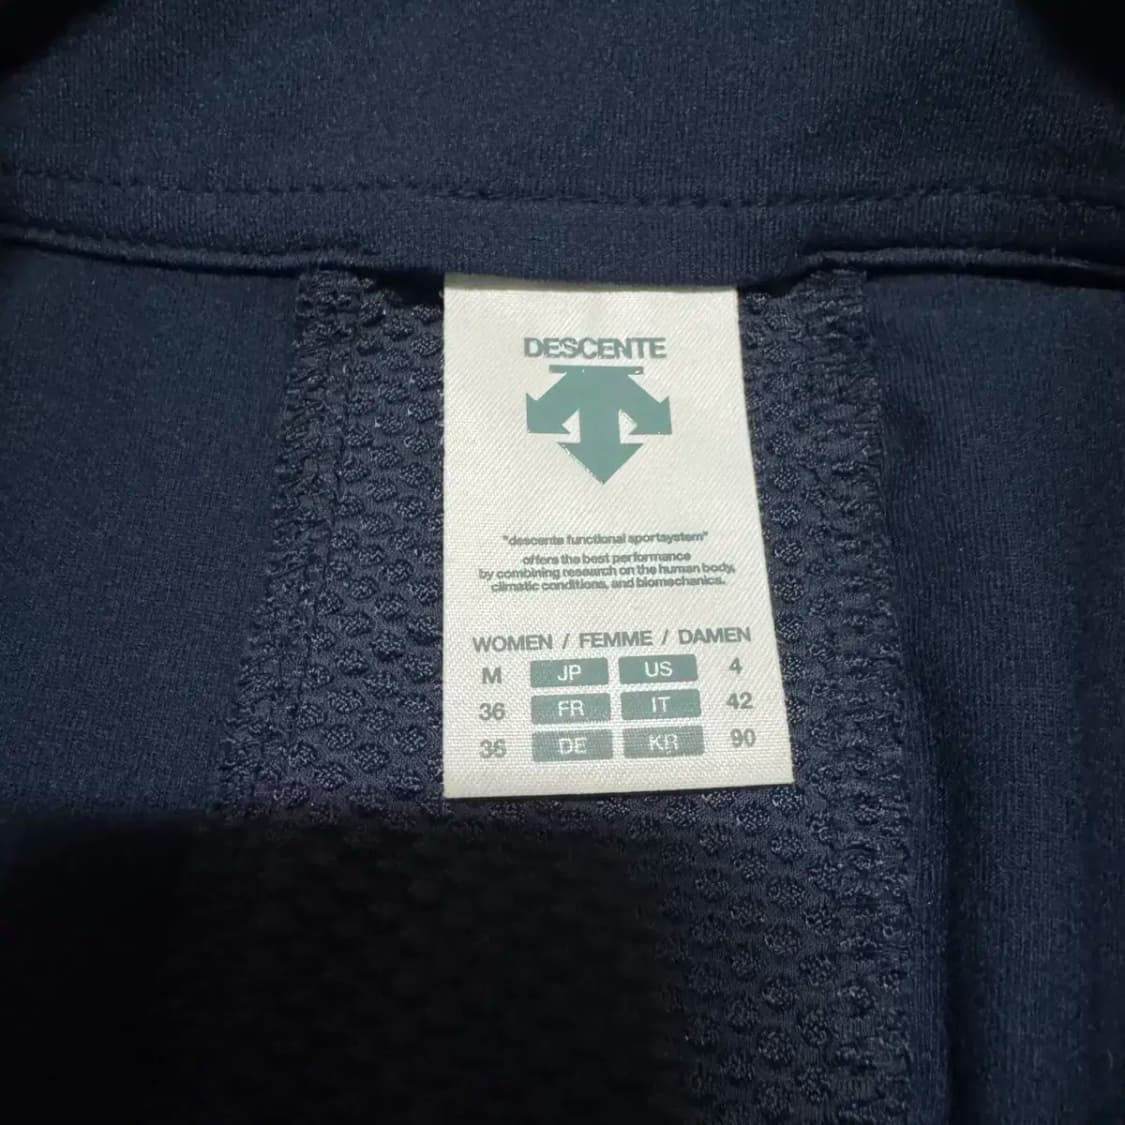 DESCENTE
"descente functional sportsystem"
offers the best performance
by combining research on the human body,
climatic conditions, and biomechanics.
WOMEN / FEMME / DAMEN
M JP US 4
36 FR IT 42
36 DE KR 90